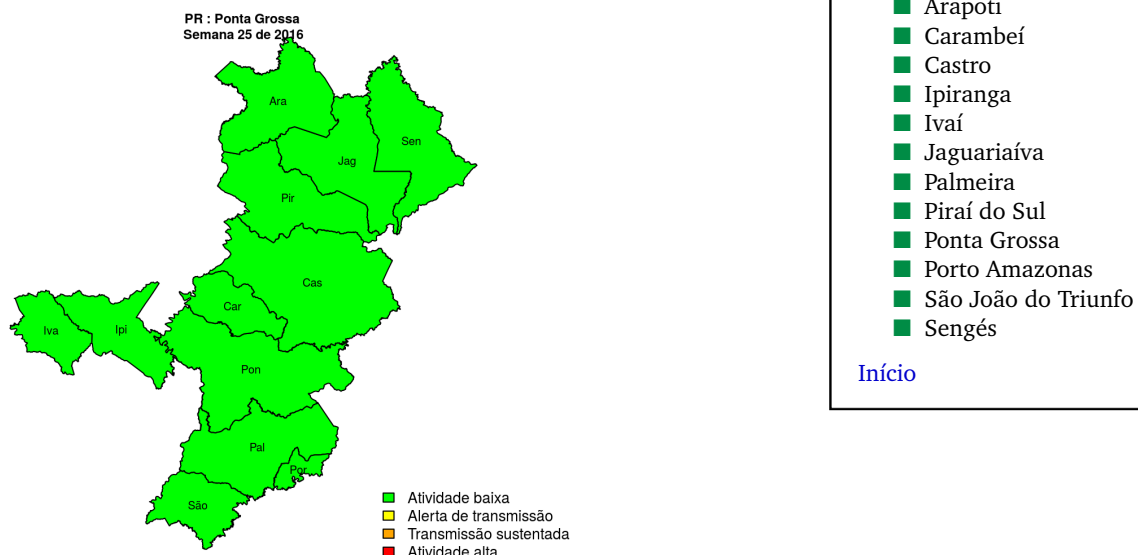 PR : Ponta Grossa
Semana 25 de 2016
Ara
Sen
Jag
Pir
Cas
Car
Iva
Ipi
Pon
Pal
Por
São
Atividade baixa
Alerta de transmissão
Transmissão sustentada
Atividade alta
Arapoti
Carambeí
Castro
Ipiranga
Ivaí
Jaguariaíva
Palmeira
Piraí do Sul
Ponta Grossa
Porto Amazonas
São João do Triunfo
Sengés
Início